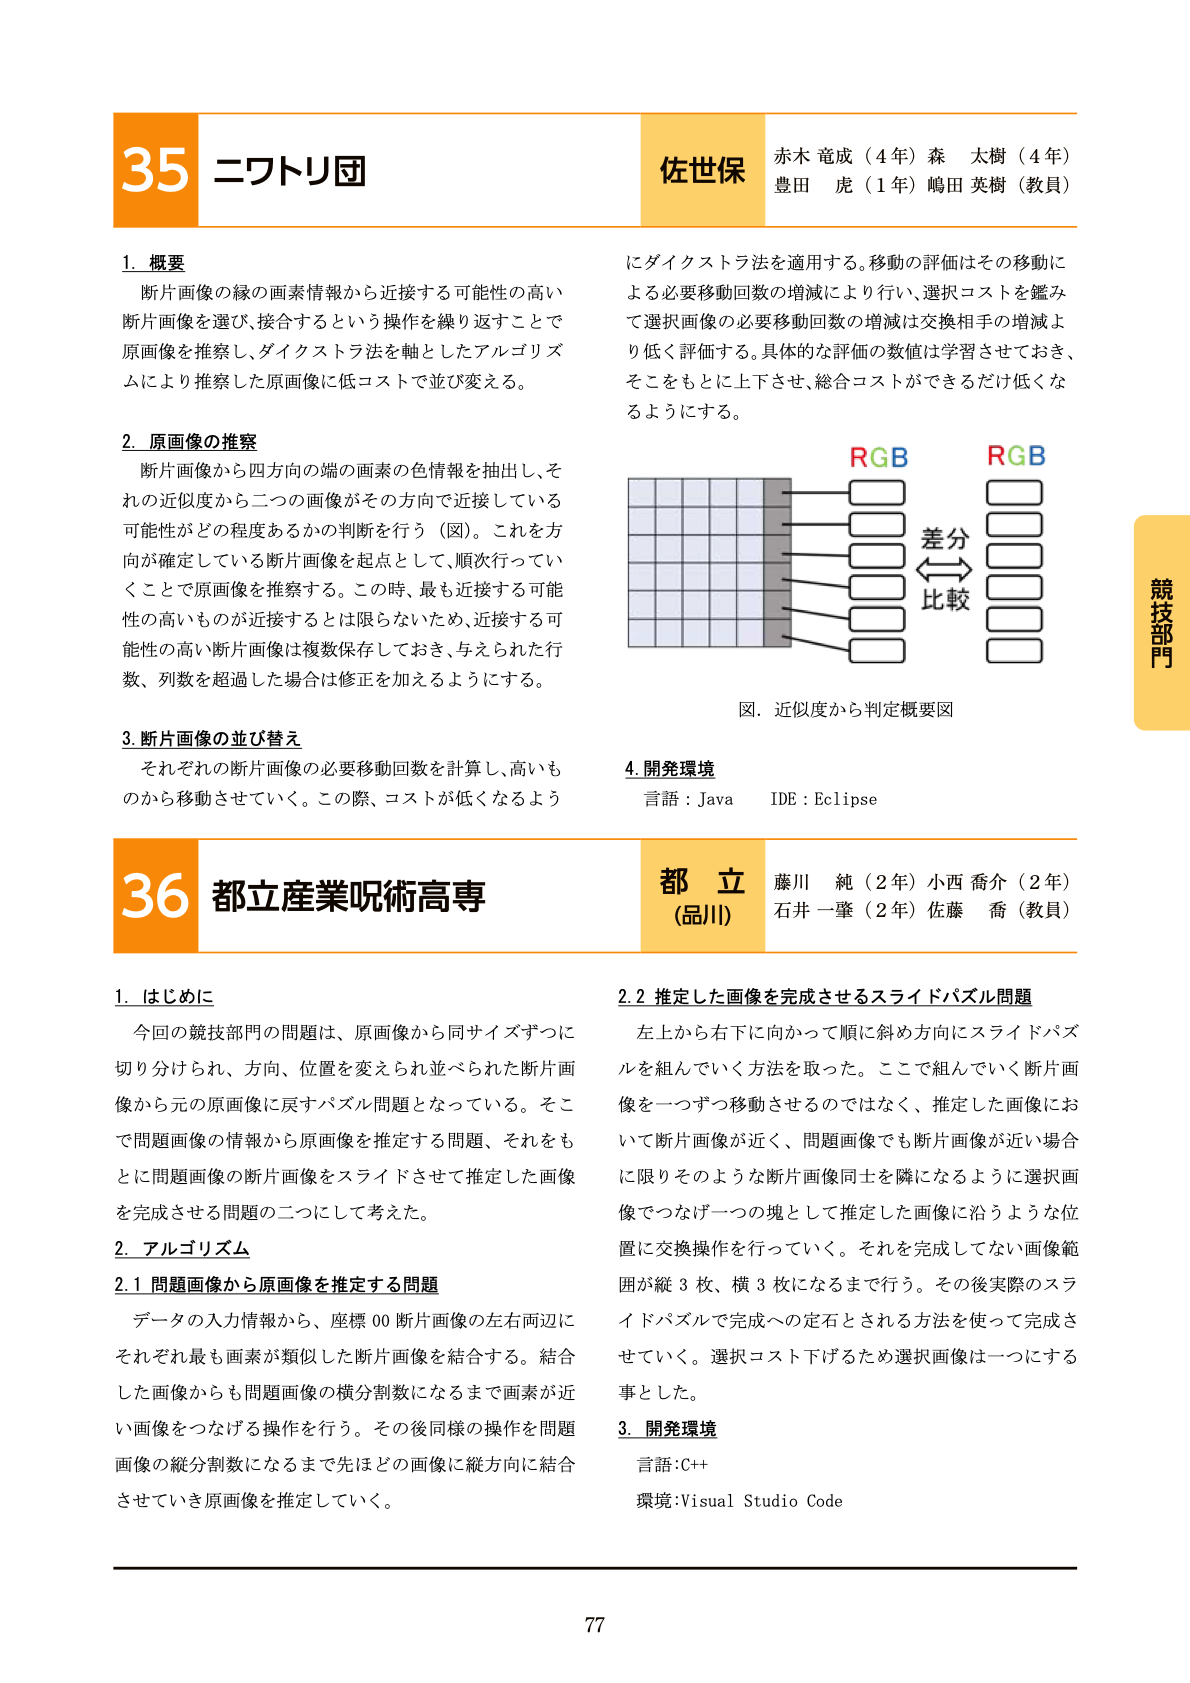 35 ニワトリ団
佐世保
赤木 竜成（４年）森　太樹（４年）
豊田　虎（１年）嶋田 英樹（教員）
1. 概要
断片画像の縁の画素情報から近接する可能性の高い
断片画像を選び、接合するという操作を繰り返すことで
原画像を推察し、ダイクストラ法を軸としたアルゴリズ
ムにより推察した原画像に低コストで並び変える。
2. 原画像の推察
断片画像から四方向の端の画素の色情報を抽出し、そ
れの近似度から二つの画像がその方向で近接している
可能性がどの程度あるかの判断を行う（図）。これを方
向が確定している断片画像を起点として、順次行ってい
くことで原画像を推察する。この時、最も近接する可能
性の高いものが近接するとは限らないため、近接する可
能性の高い断片画像は複数保存しておき、与えられた行
数、列数を超過した場合は修正を加えるようにする。
3. 断片画像の並び替え
それぞれの断片画像の必要移動回数を計算し、高いも
のから移動させていく。この際、コストが低くなるよう
にダイクストラ法を適用する。移動の評価はその移動に
よる必要移動回数の増減により行い、選択コストを鑑み
て選択画像の必要移動回数の増減は交換相手の増減よ
り低く評価する。具体的な評価の数値は学習させておき、
そこをもとに上下させ、総合コストができるだけ低くな
るようにする。
RGB RGB
差分
比較
図．近似度から判定概要図
4. 開発環境
言語：Java　IDE：Eclipse
競技部門
36 都立産業呪術高専
都 立
(品川)
藤川　純（２年）小西 喬介（２年）
石井 一肇（２年）佐藤　喬（教員）
1. はじめに
今回の競技部門の問題は、原画像から同サイズずつに
切り分けられ、方向、位置を変えられ並べられた断片画
像から元の原画像に戻すパズル問題となっている。そこ
で問題画像の情報から原画像を推定する問題、それをも
とに問題画像の断片画像をスライドさせて推定した画像
を完成させる問題の二つにして考えた。
2. アルゴリズム
2.1 問題画像から原画像を推定する問題
データの入力情報から、座標 00 断片画像の左右両辺に
それぞれ最も画素が類似した断片画像を結合する。結合
した画像からも問題画像の横分割数になるまで画素が近
い画像をつなげる操作を行う。その後同様の操作を問題
画像の縦分割数になるまで先ほどの画像に縦方向に結合
させていき原画像を推定していく。
2.2 推定した画像を完成させるスライドパズル問題
左上から右下に向かって順に斜め方向にスライドパズ
ルを組んでいく方法を取った。ここで組んでいく断片画
像を一つずつ移動させるのではなく、推定した画像にお
いて断片画像が近く、問題画像でも断片画像が近い場合
に限りそのような断片画像同士を隣になるように選択画
像でつなげ一つの塊として推定した画像に沿うような位
置に交換操作を行っていく。それを完成してない画像範
囲が縦 3 枚、横 3 枚になるまで行う。その後実際のスラ
イドパズルで完成への定石とされる方法を使って完成さ
せていく。選択コスト下げるため選択画像は一つにする
事とした。
3. 開発環境
言語:C++
環境:Visual Studio Code
77